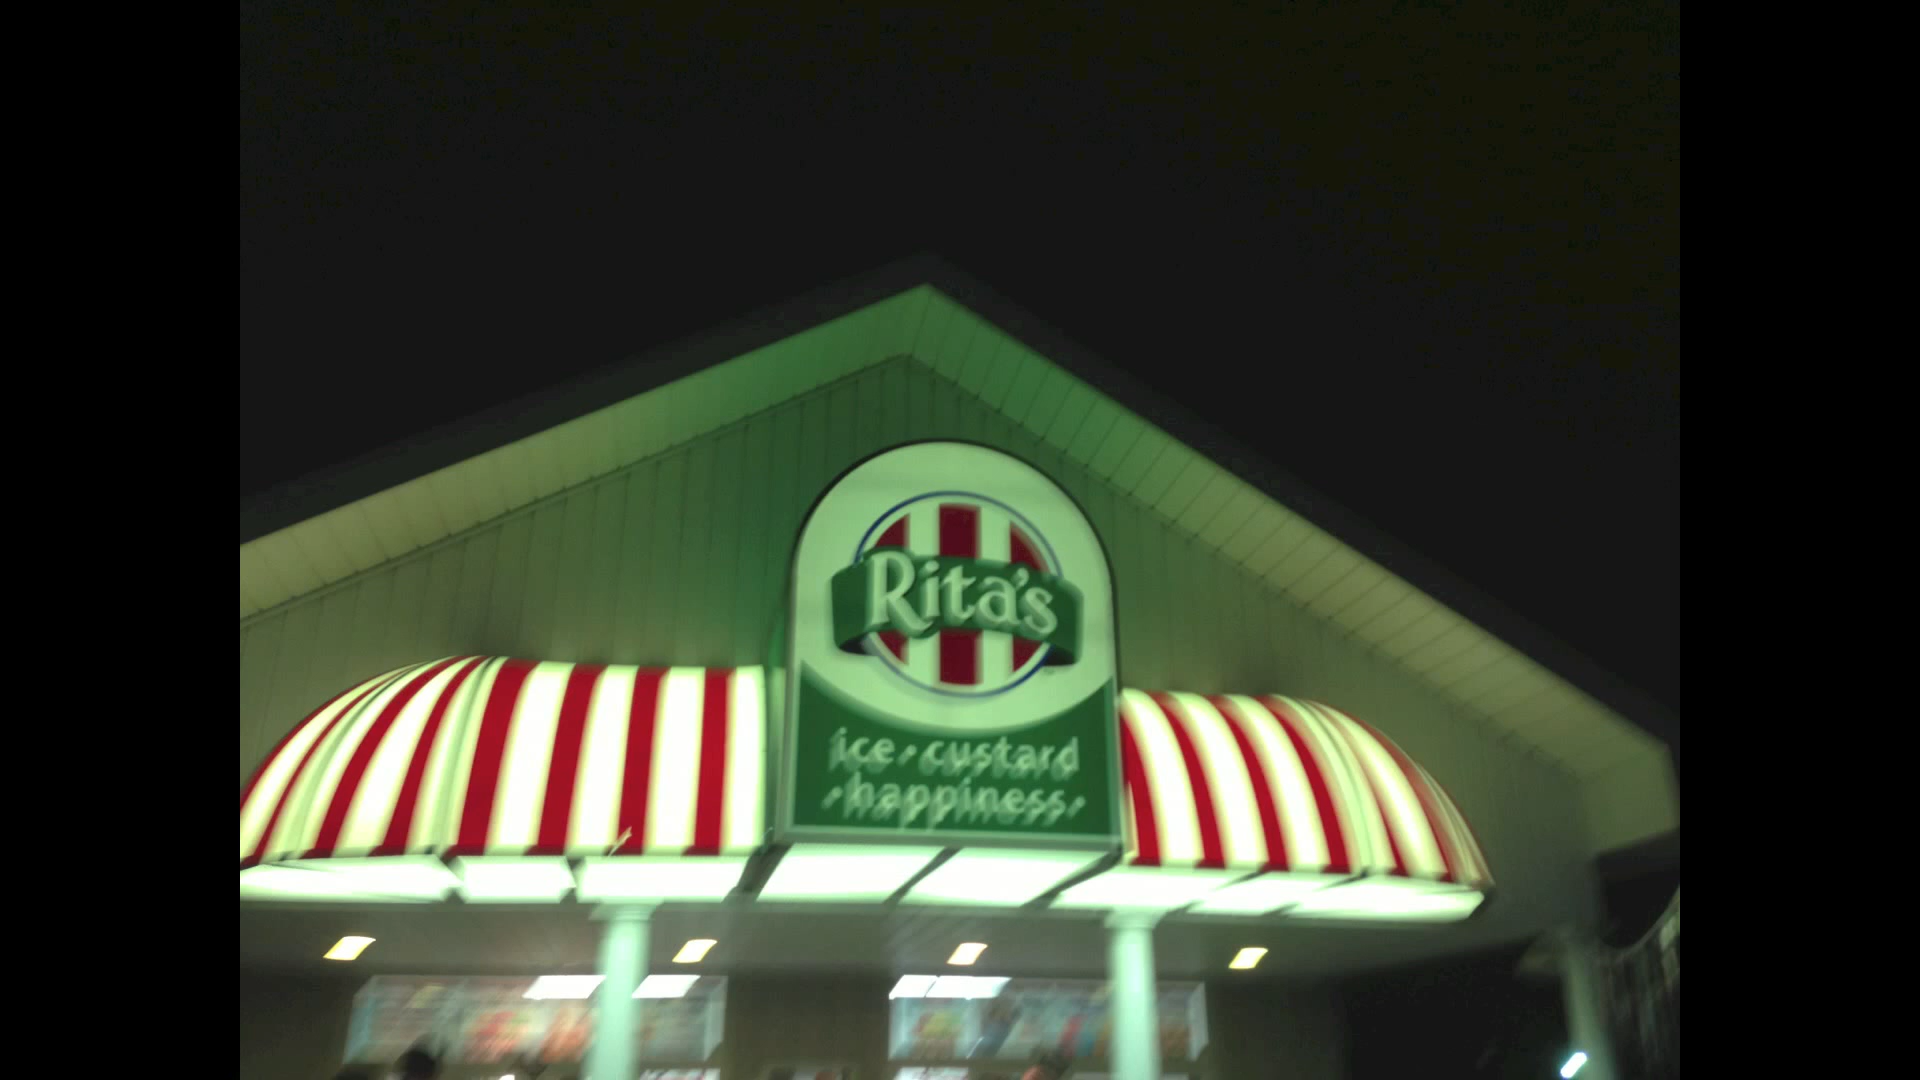 Rita's
ice • custard
• happiness •